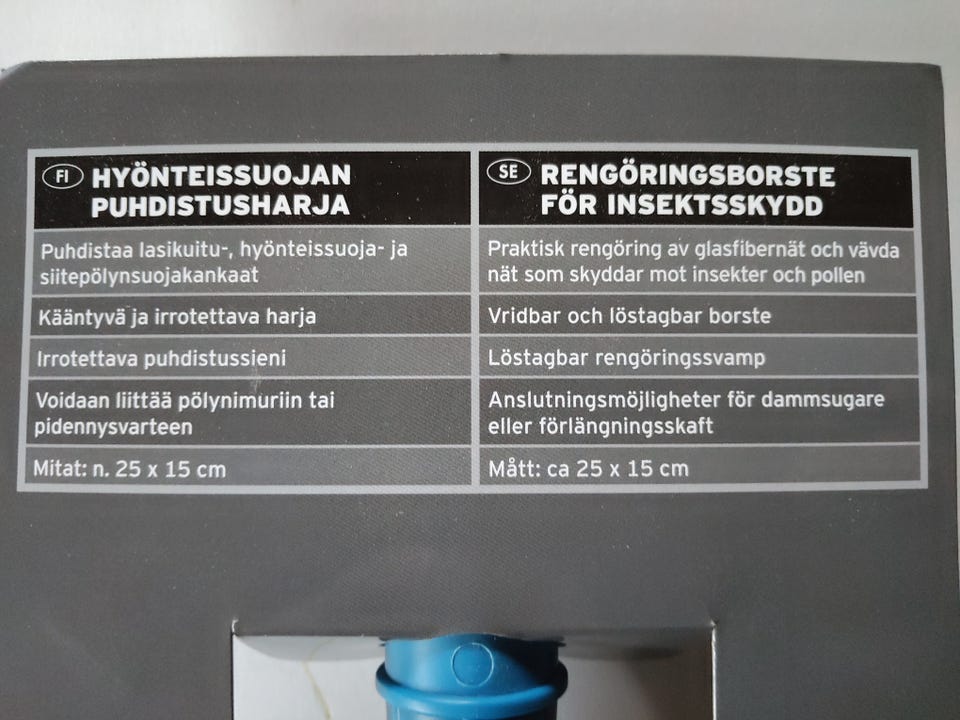 FI HYÖNTEISSUOJAN
PUHDISTUSHARJA
Puhdistaa lasikuitu-, hyönteissuoja- ja
siitepölynsuojakankaat
Kääntyvä ja irrotettava harja
Irrotettava puhdistussieni
Voidaan liittää pölynimuriin tai
pidennysvarteen
Mitat: n. 25 x 15 cm
SE RENGÖRINGSBORSTE
FÖR INSEKTSSKYDD
Praktisk rengöring av glasfibernät och vävda
nät som skyddar mot insekter och pollen
Vridbar och löstagbar borste
Löstagbar rengöringssvamp
Anslutningsmöjligheter för dammsugare
eller förlängningsskaft
Mått: ca 25 x 15 cm